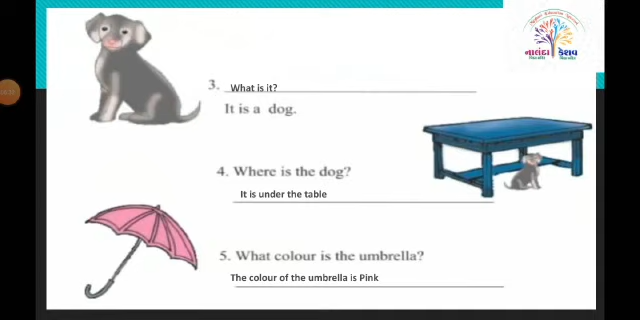 નાલંદા કેશવ
3. What is it?
It is a dog.
4. Where is the dog?
It is under the table
5. What colour is the umbrella?
The colour of the umbrella is Pink